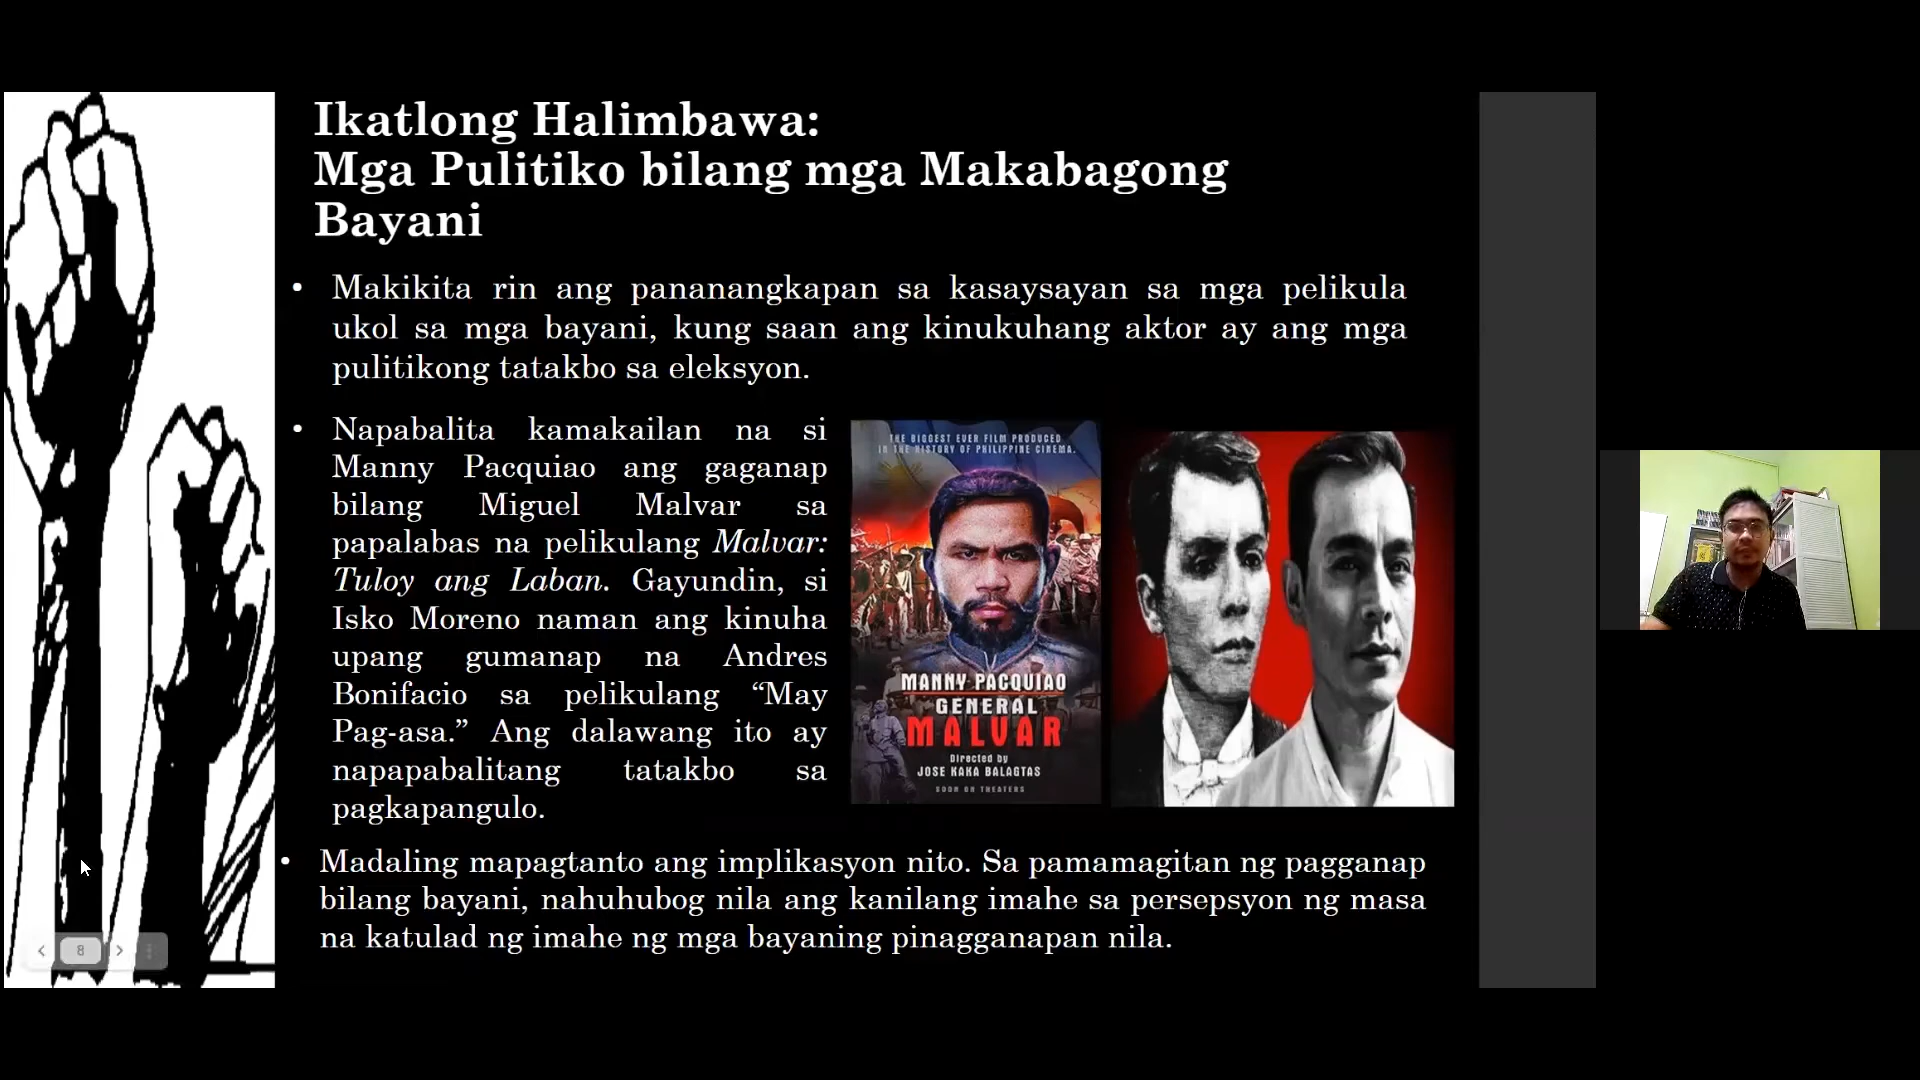 Ikatlong Halimbawa:
Mga Pulitiko bilang mga Makabagong
Bayani
• Makikita rin ang pananangkapan sa kasaysayan sa mga pelikula
ukol sa mga bayani, kung saan ang kinukuhang aktor ay ang mga
pulitikong tatakbo sa eleksyon.
• Napabalita kamakailan na si
Manny Pacquiao ang gaganap
bilang Miguel Malvar sa
papalabas na pelikulang Malvar:
Tuloy ang Laban. Gayundin, si
Isko Moreno naman ang kinuha
upang gumanap na Andres
Bonifacio sa pelikulang “May
Pag-asa.” Ang dalawang ito ay
napapabalitang tatakbo sa
pagkapangulo.
THE BIGGEST EVER FILM PRODUCED
IN THE HISTORY OF PHILIPPINE CINEMA.
MANNY PACQUIAO
GENERAL
MALVAR
Directed by
JOSE KAKA BALAGTAS
SOON ON THEATERS
• Madaling mapagtanto ang implikasyon nito. Sa pamamagitan ng pagganap
bilang bayani, nahuhubog nila ang kanilang imahe sa persepsyon ng masa
na katulad ng imahe ng mga bayaning pinagganapan nila.
8